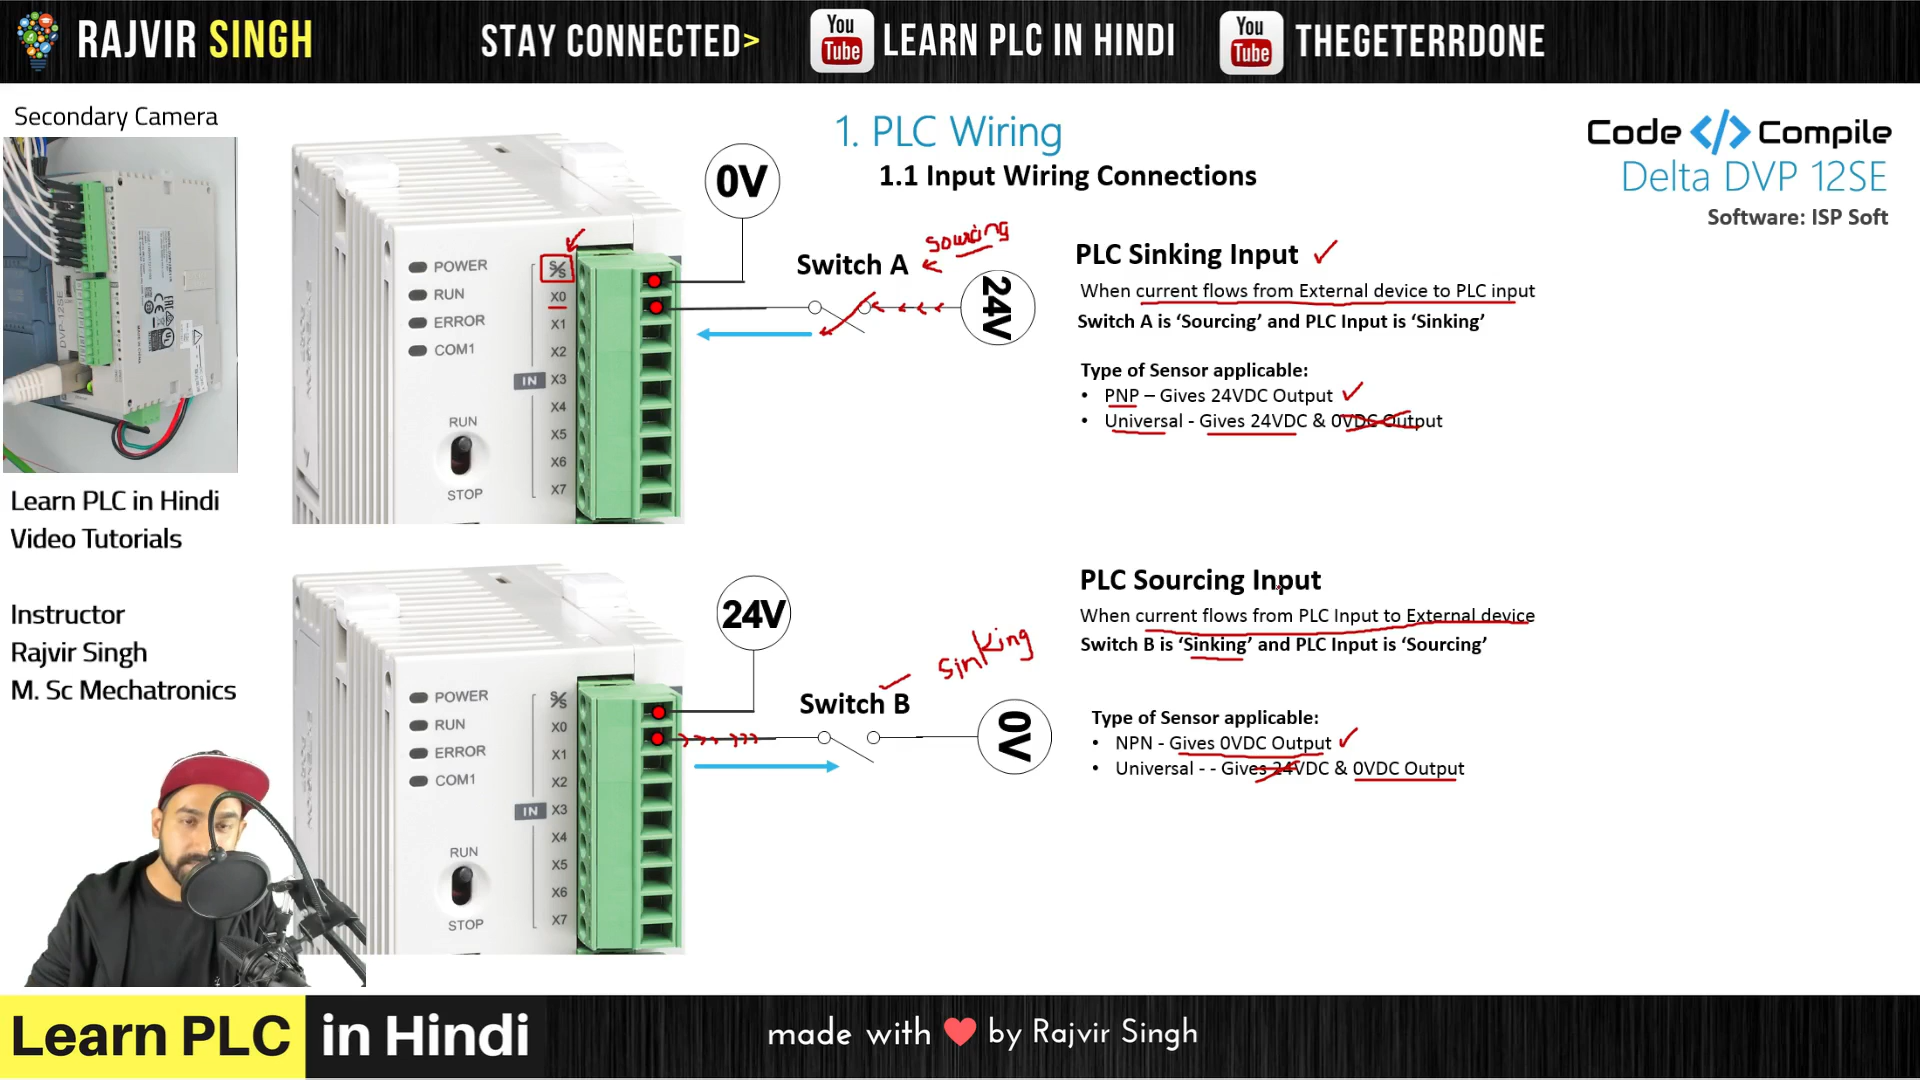 RAJVIR SINGH
STAY CONNECTED>
You Tube
LEARN PLC IN HINDI
You Tube
THEGETERRDONE
Secondary Camera
1. PLC Wiring
1.1 Input Wiring Connections
Code </> Compile
Delta DVP 12SE
Software: ISP Soft
DVP-12SE
0V
POWER
RUN
ERROR
COM1
S/S
X0
X1
X2
IN X3
X4
X5
X6
X7
RUN
STOP
Sourcing
Switch A
24V
PLC Sinking Input
When current flows from External device to PLC input
Switch A is ‘Sourcing’ and PLC Input is ‘Sinking’
Type of Sensor applicable:
• PNP – Gives 24VDC Output
• Universal - Gives 24VDC & 0VDC Output
Learn PLC in Hindi
Video Tutorials
Instructor
Rajvir Singh
M. Sc Mechatronics
24V
POWER
RUN
ERROR
COM1
S/S
X0
X1
X2
IN X3
X4
X5
X6
X7
RUN
STOP
Sinking
Switch B
0V
PLC Sourcing Input
When current flows from PLC Input to External device
Switch B is ‘Sinking’ and PLC Input is ‘Sourcing’
Type of Sensor applicable:
• NPN - Gives 0VDC Output
• Universal - - Gives 24VDC & 0VDC Output
Learn PLC in Hindi
made with ❤ by Rajvir Singh